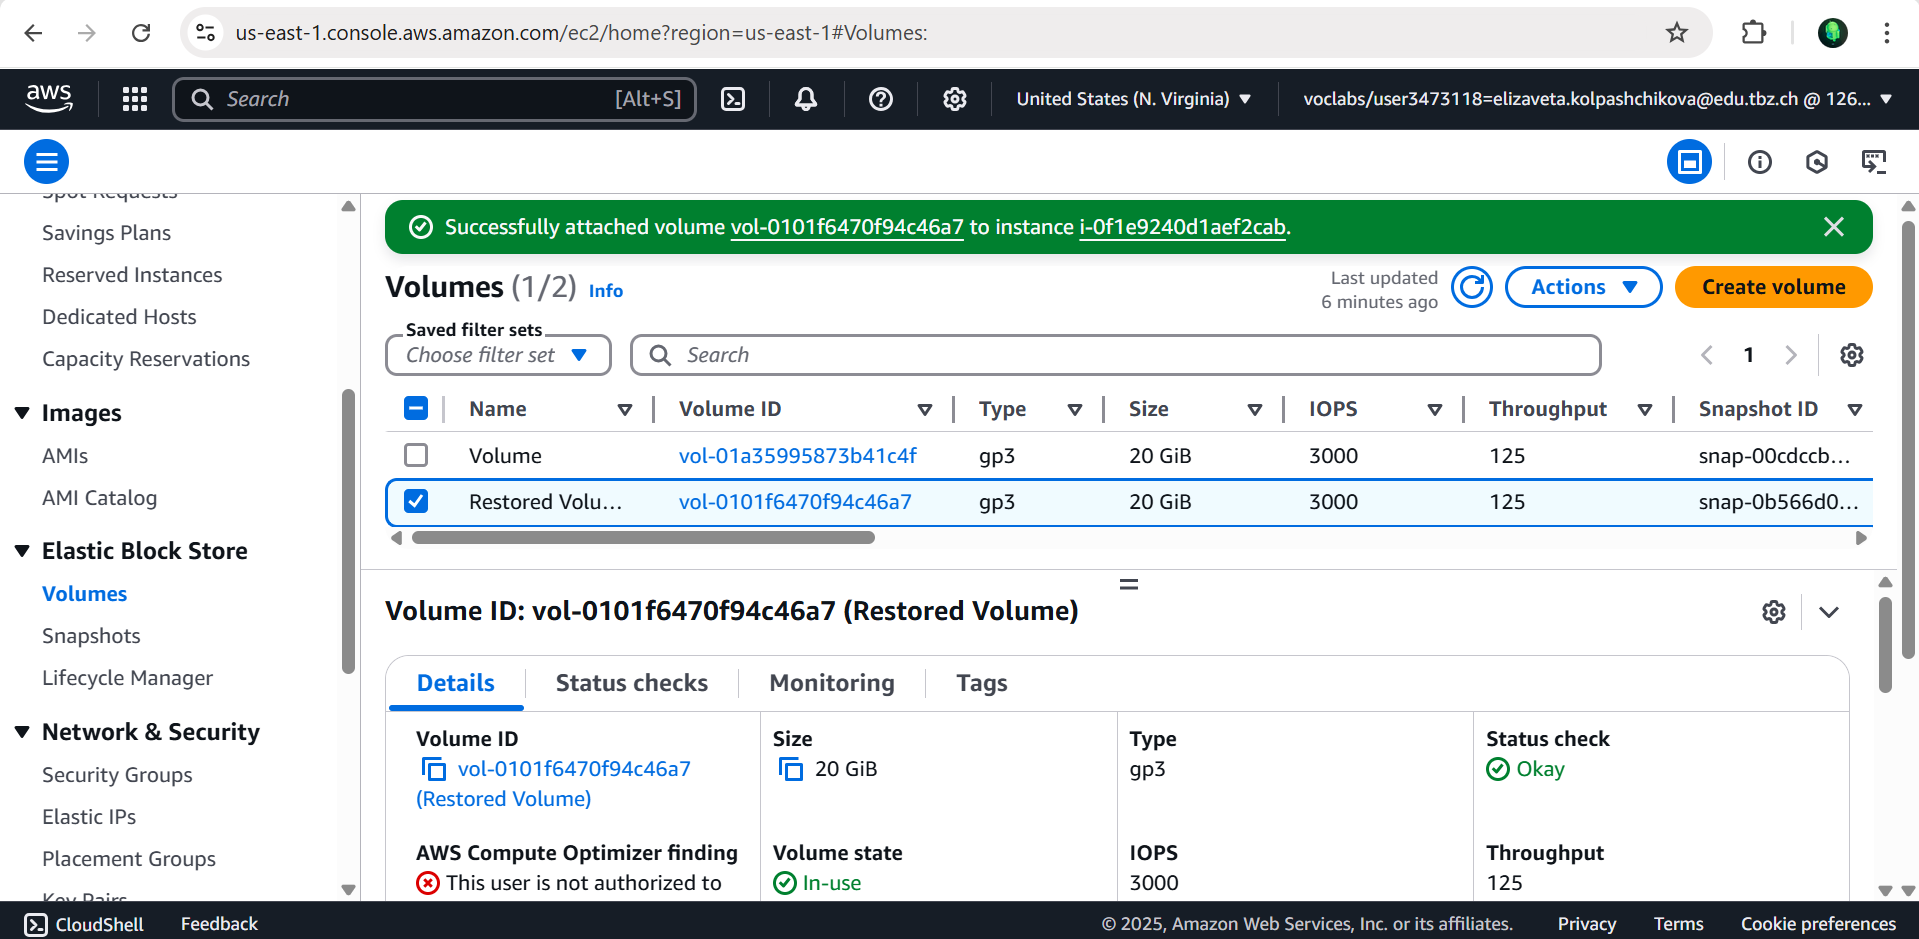 us-east-1.console.aws.amazon.com/ec2/home?region=us-east-1#Volumes:
aws
Search [Alt+S]
United States (N. Virginia)
voclabs/user3473118=elizaveta.kolpashchikova@edu.tbz.ch @ 126...
Spot Requests
Savings Plans
Reserved Instances
Dedicated Hosts
Capacity Reservations
Images
AMIs
AMI Catalog
Elastic Block Store
Volumes
Snapshots
Lifecycle Manager
Network & Security
Security Groups
Elastic IPs
Placement Groups
Key Pairs
Successfully attached volume vol-0101f6470f94c46a7 to instance i-0f1e9240d1aef2cab.
Volumes (1/2) Info
Last updated
6 minutes ago
Actions
Create volume
Saved filter sets
Choose filter set
Search
1
Name Volume ID Type Size IOPS Throughput Snapshot ID
Volume vol-01a35995873b41c4f gp3 20 GiB 3000 125 snap-00cdccb...
Restored Volu... vol-0101f6470f94c46a7 gp3 20 GiB 3000 125 snap-0b566d0...
Volume ID: vol-0101f6470f94c46a7 (Restored Volume)
Details Status checks Monitoring Tags
Volume ID
vol-0101f6470f94c46a7
(Restored Volume)
Size
20 GiB
Type
gp3
Status check
Okay
AWS Compute Optimizer finding
This user is not authorized to
Volume state
In-use
IOPS
3000
Throughput
125
CloudShell Feedback
© 2025, Amazon Web Services, Inc. or its affiliates. Privacy Terms Cookie preferences